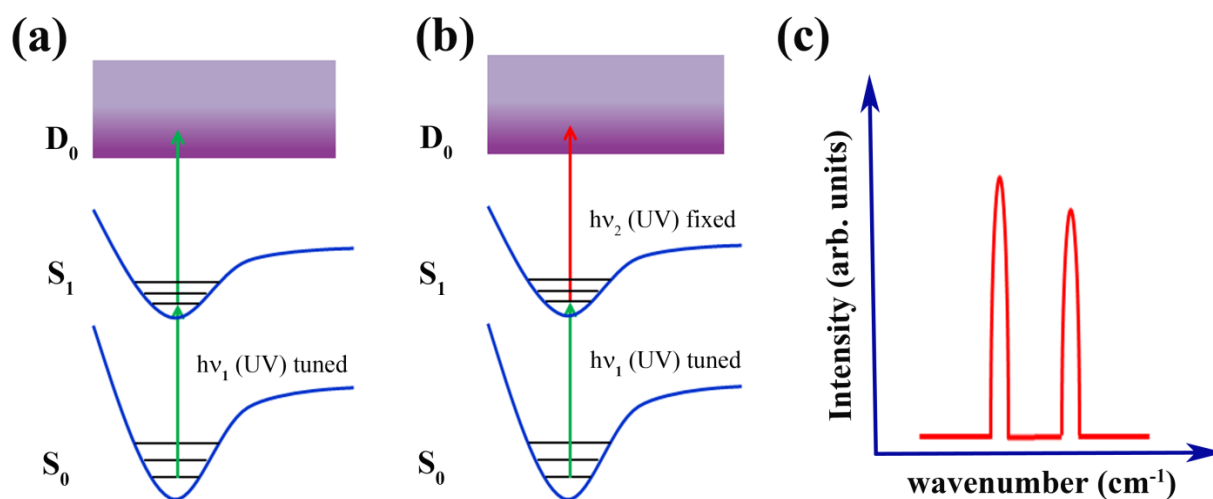 (a)
D₀
S₁
hν₁ (UV) tuned
S₀
(b)
D₀
hν₂ (UV) fixed
S₁
hν₁ (UV) tuned
S₀
(c)
Intensity (arb. units)
wavenumber (cm⁻¹)